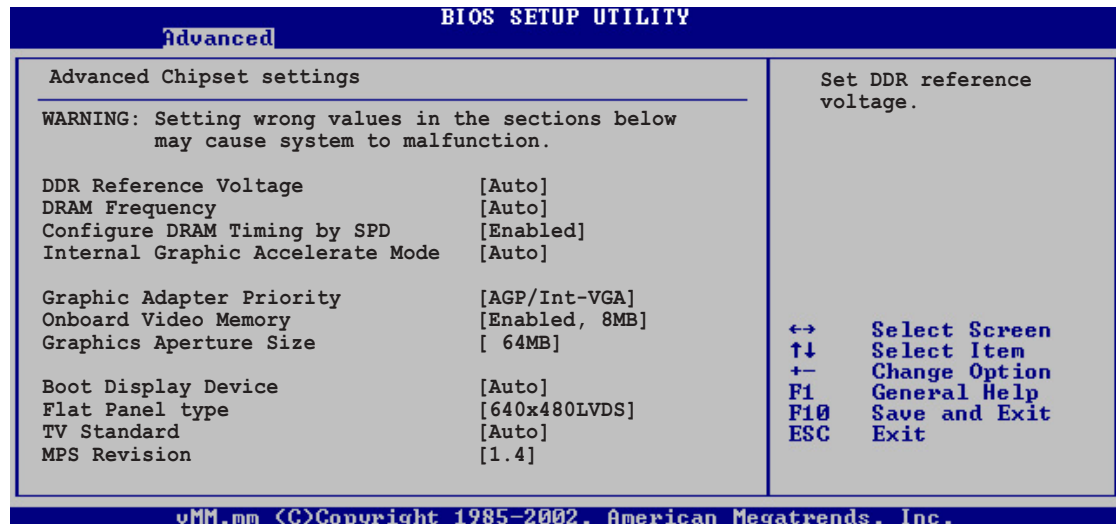 BIOS SETUP UTILITY
Advanced
Advanced Chipset settings
WARNING: Setting wrong values in the sections below
may cause system to malfunction.
DDR Reference Voltage [Auto]
DRAM Frequency [Auto]
Configure DRAM Timing by SPD [Enabled]
Internal Graphic Accelerate Mode [Auto]
Graphic Adapter Priority [AGP/Int-VGA]
Onboard Video Memory [Enabled, 8MB]
Graphics Aperture Size [ 64MB]
Boot Display Device [Auto]
Flat Panel type [640x480LVDS]
TV Standard [Auto]
MPS Revision [1.4]
Set DDR reference
voltage.
←→ Select Screen
↑↓ Select Item
+- Change Option
F1 General Help
F10 Save and Exit
ESC Exit
vMM.mm (C)Copyright 1985-2002, American Megatrends, Inc.